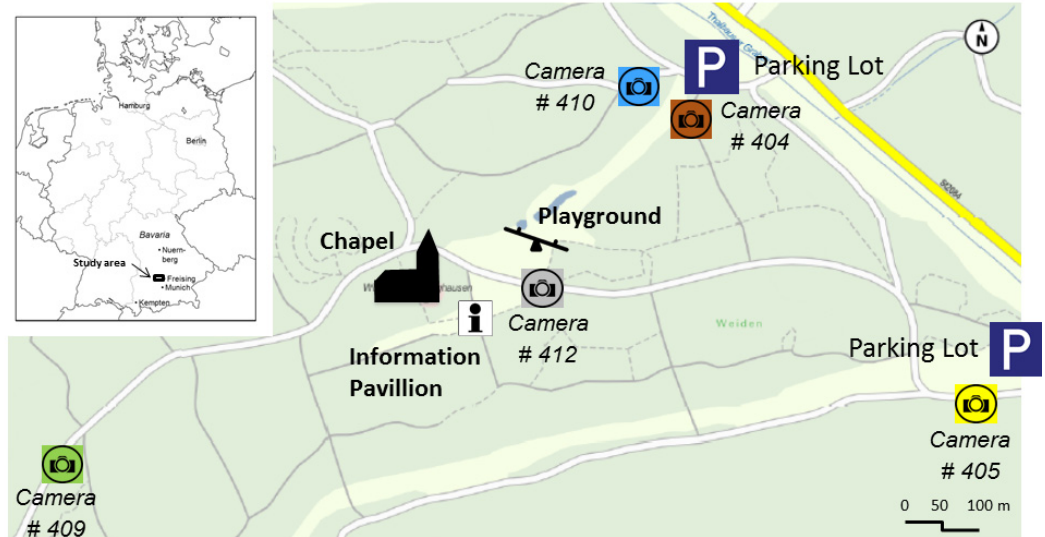 Hamburg
Berlin
Bavaria
Nuern-
berg
Study area
Freising
Munich
Kempten
N
Camera
# 410
P Parking Lot
Camera
# 404
Playground
Chapel
Camera
# 412
i
Information
Pavillion
Weiden
Parking Lot P
Camera
# 405
Camera
# 409
0 50 100 m